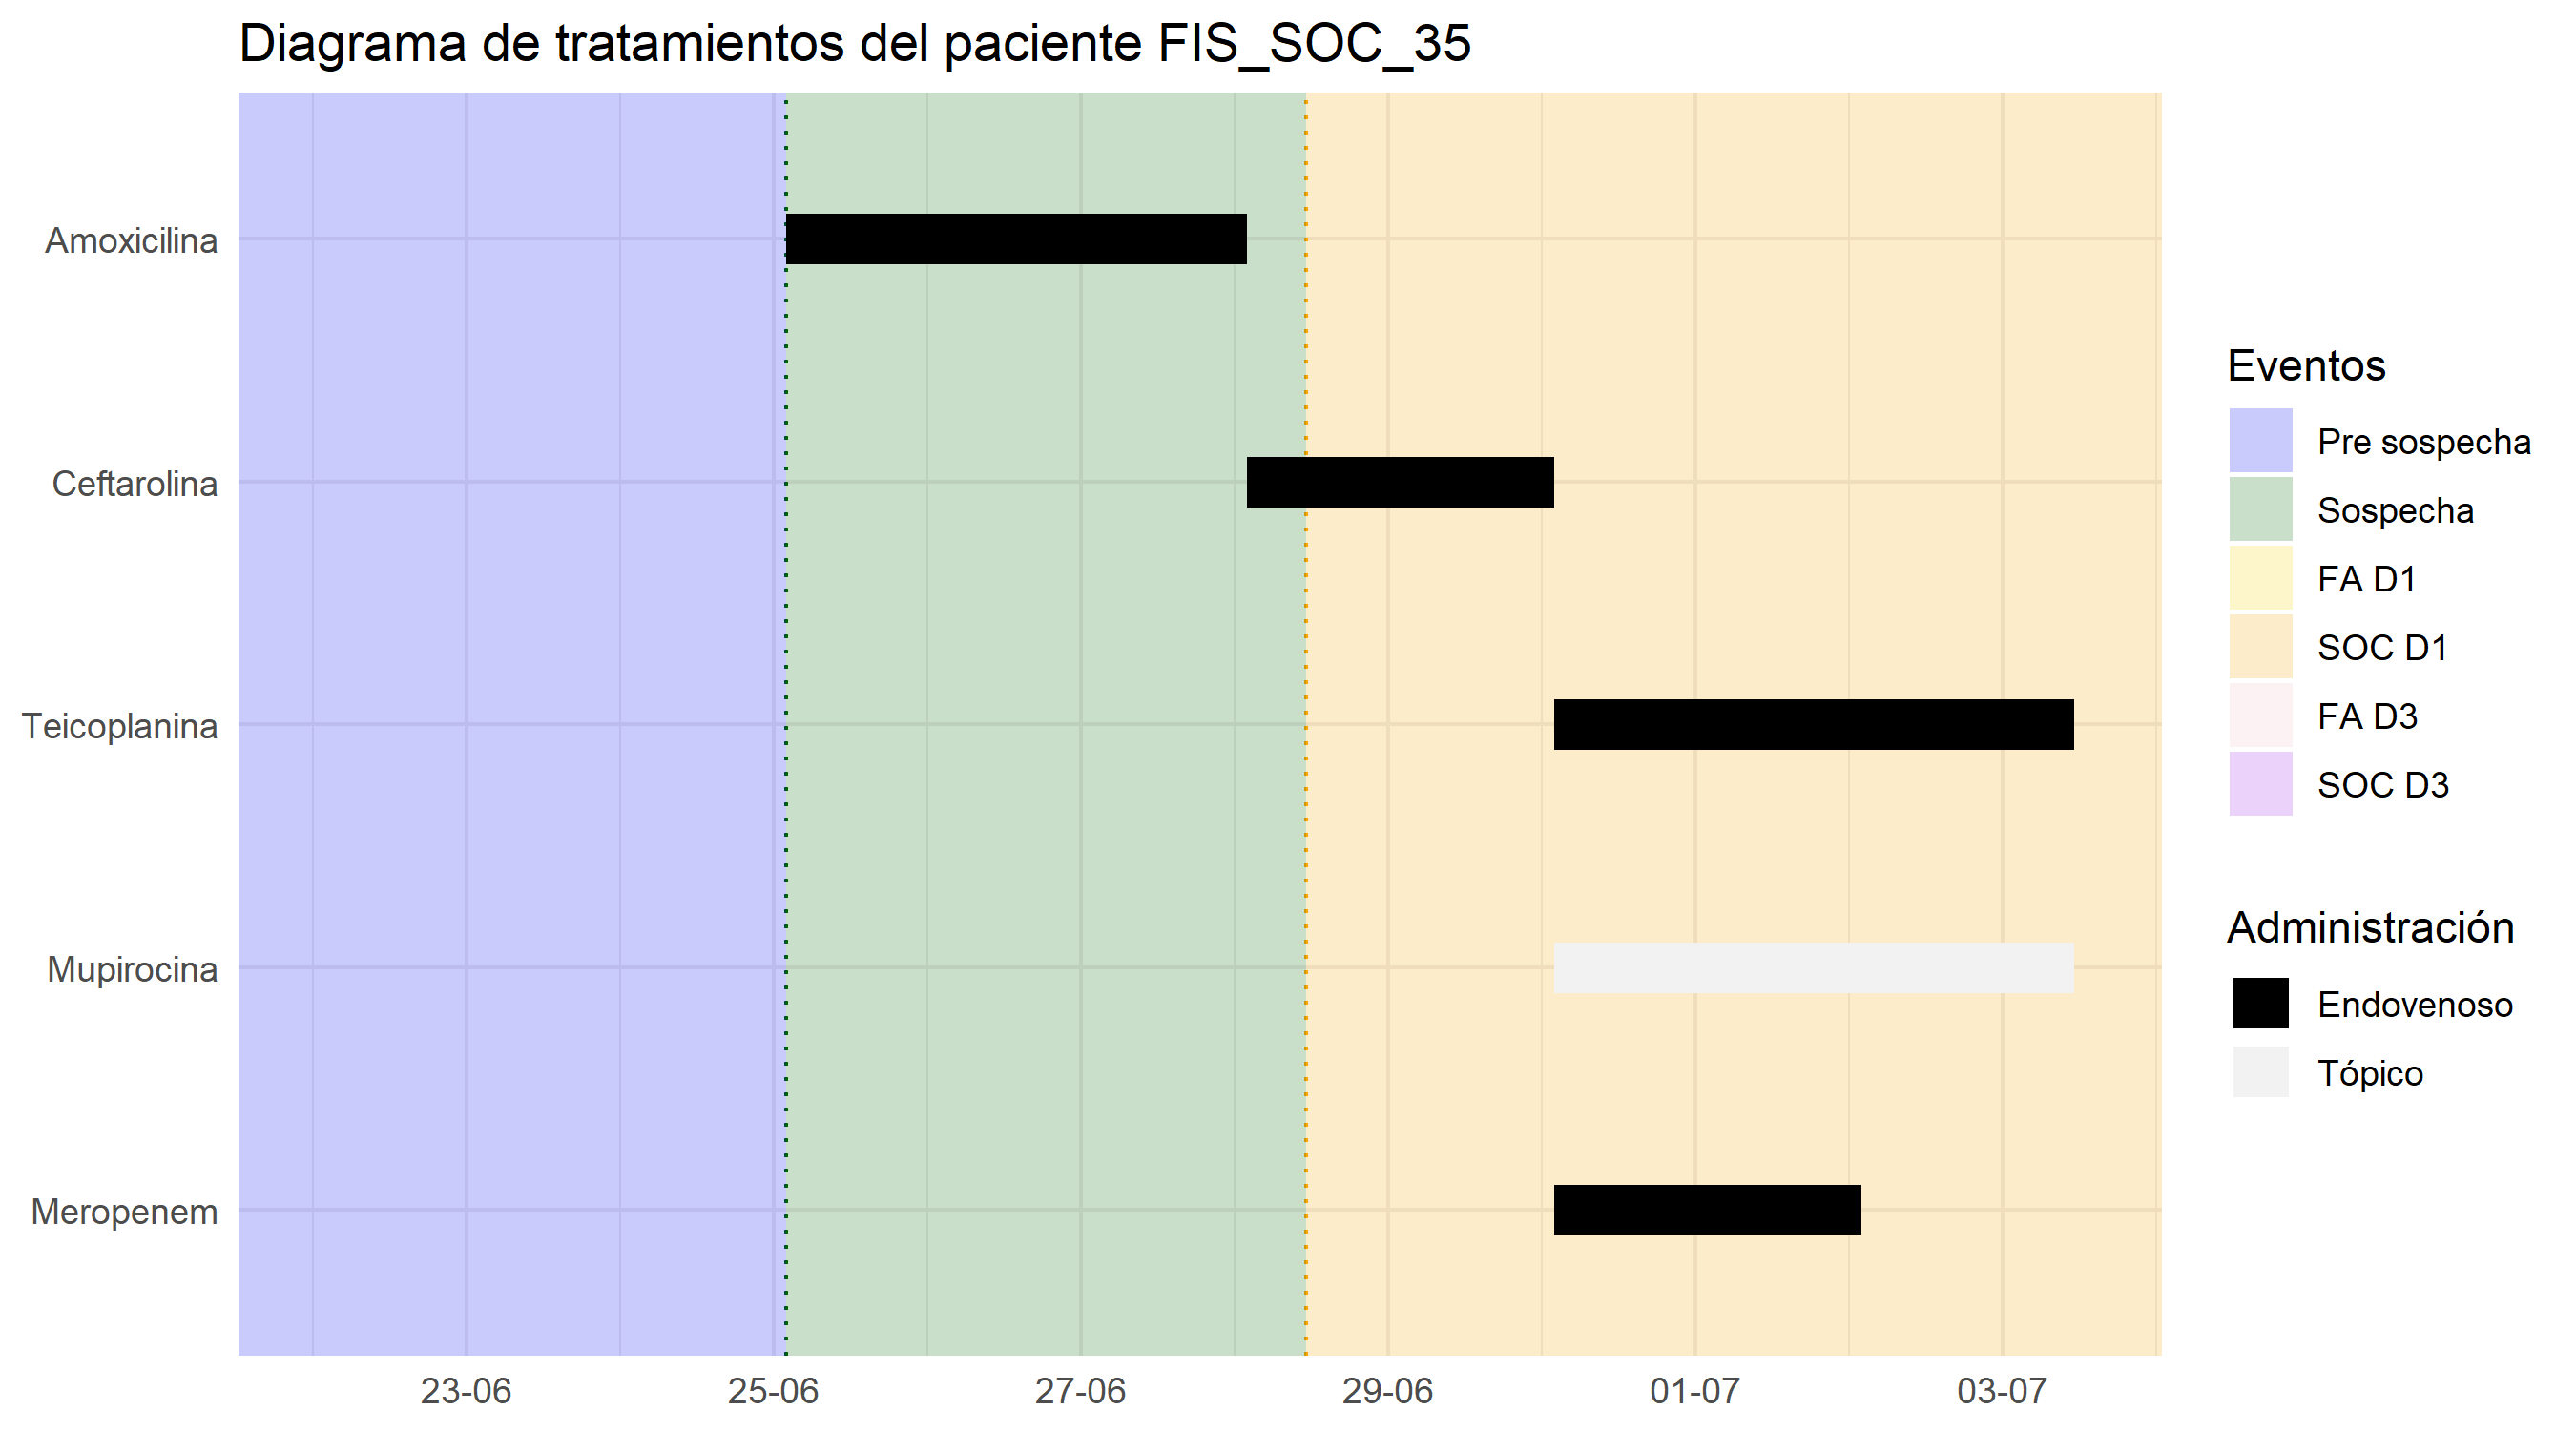 Diagrama de tratamientos del paciente FIS_SOC_35
Amoxicilina
Ceftarolina
Teicoplanina
Mupirocina
Meropenem
23-06
25-06
27-06
29-06
01-07
03-07
Eventos
Pre sospecha
Sospecha
FA D1
SOC D1
FA D3
SOC D3
Administración
Endovenoso
Tópico